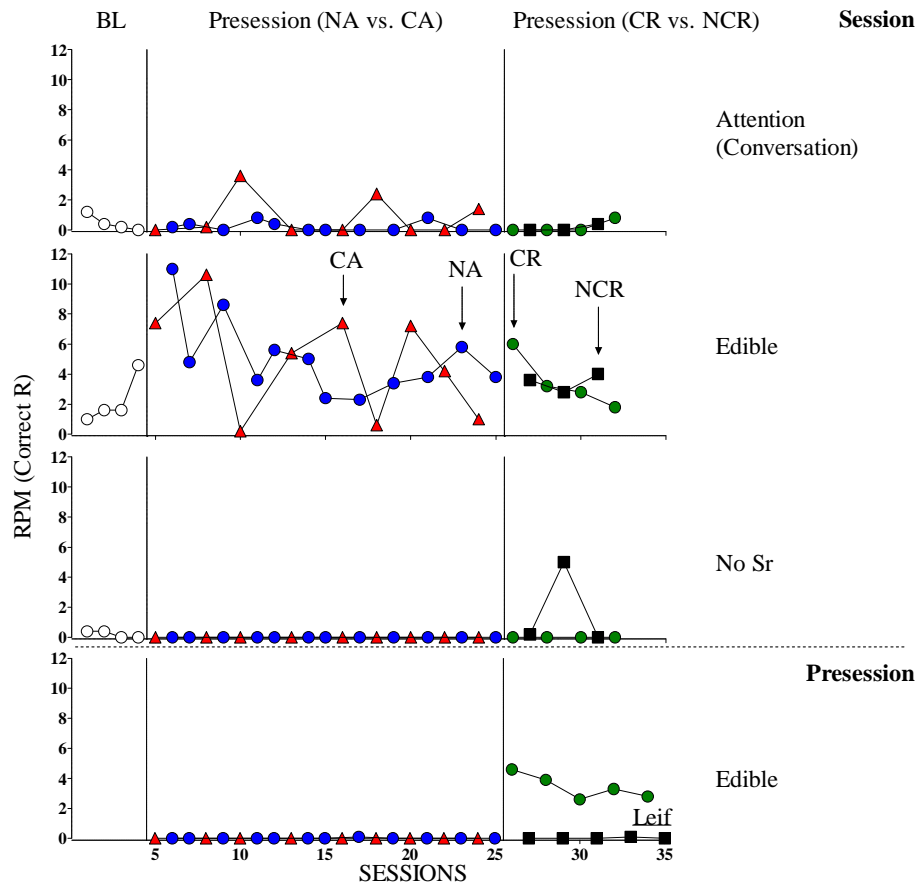 BL Presession (NA vs. CA) Presession (CR vs. NCR) Session
12
10
8
6
4
2
0
Attention
(Conversation)
12
10
8
6
4
2
0
CA
NA
CR
NCR
Edible
RPM (Correct R)
12
10
8
6
4
2
0
No Sr
Presession
12
10
8
6
4
2
0
Edible
Leif
5 10 15 20 25 30 35
SESSIONS